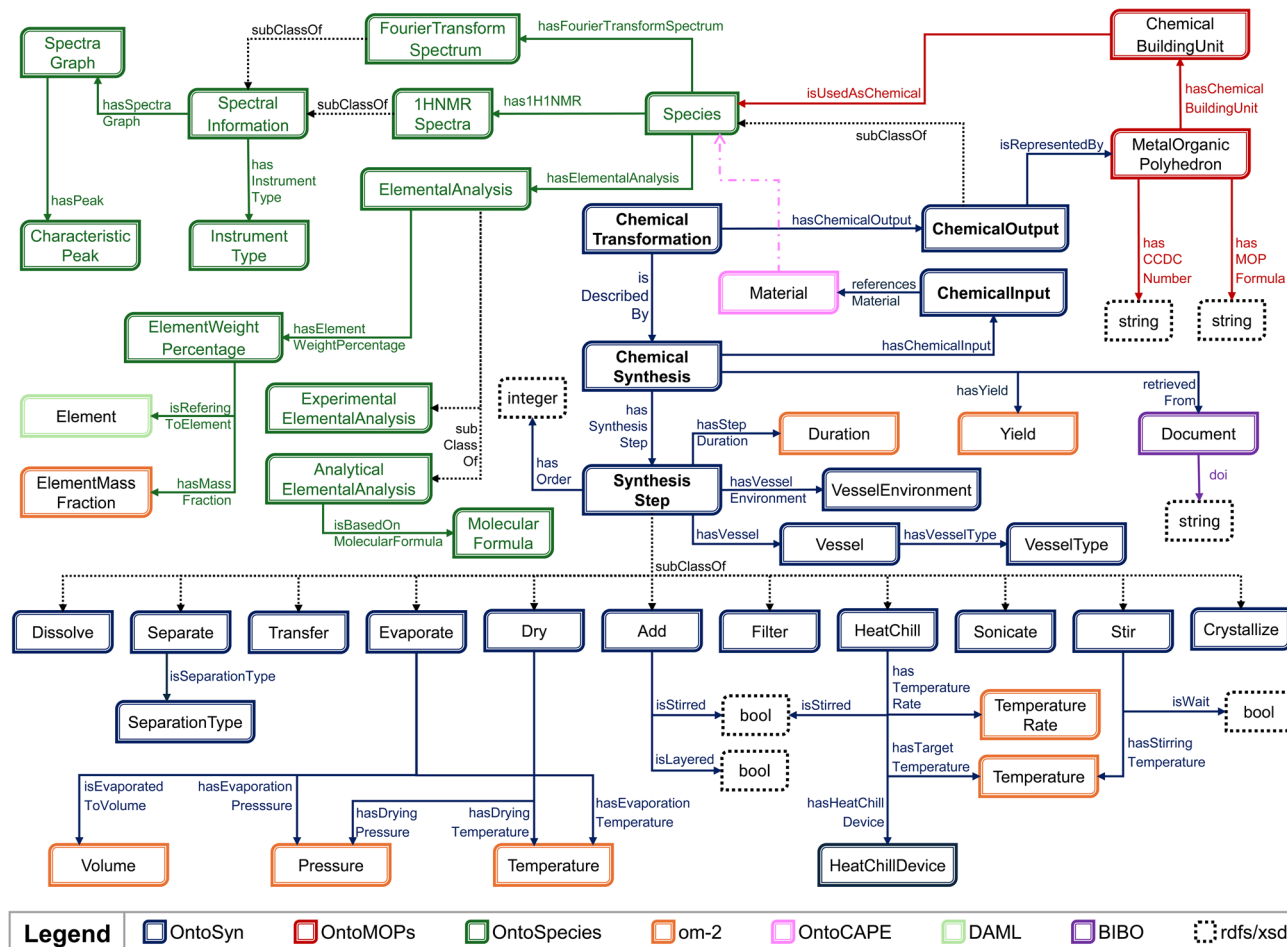 Spectra
Graph
subClassOf
FourierTransform
Spectrum
hasFourierTransformSpectrum
Chemical
BuildingUnit
hasSpectra
Graph
Spectral
Information
subClassOf
1HNMR
Spectra
has1H1NMR
Species
isUsedAsChemical
hasChemical
BuildingUnit
subClassOf
isRepresentedBy
MetalOrganic
Polyhedron
has
Instrument
Type
hasPeak
ElementalAnalysis
hasElementalAnalysis
Characteristic
Peak
Instrument
Type
Chemical
Transformation
hasChemicalOutput
ChemicalOutput
has
CCDC
Number
has
MOP
Formula
is
Described
By
Material
references
Material
ChemicalInput
string
string
ElementWeight
Percentage
hasElement
WeightPercentage
hasChemicalInput
Chemical
Synthesis
Element
isRefering
ToElement
Experimental
ElementalAnalysis
integer
has
Synthesis
Step
hasStep
Duration
Duration
hasYield
Yield
retrieved
From
Document
sub
Class
Of
has
Order
ElementMass
Fraction
hasMass
Fraction
Analytical
ElementalAnalysis
Synthesis
Step
hasVessel
Environment
VesselEnvironment
doi
string
isBasedOn
MolecularFormula
Molecular
Formula
hasVessel
Vessel
hasVesselType
VesselType
subClassOf
Dissolve
Separate
Transfer
Evaporate
Dry
Add
Filter
HeatChill
Sonicate
Stir
Crystallize
isSeparationType
SeparationType
has
Temperature
Rate
isStirred
bool
isStirred
Temperature
Rate
isWait
bool
isLayered
bool
hasTarget
Temperature
Temperature
hasStirring
Temperature
isEvaporated
ToVolume
hasEvaporation
Presssure
hasDrying
Pressure
hasDrying
Temperature
hasEvaporation
Temperature
hasHeatChill
Device
Volume
Pressure
Temperature
HeatChillDevice
Legend
OntoSyn
OntoMOPs
OntoSpecies
om-2
OntoCAPE
DAML
BIBO
rdfs/xsd